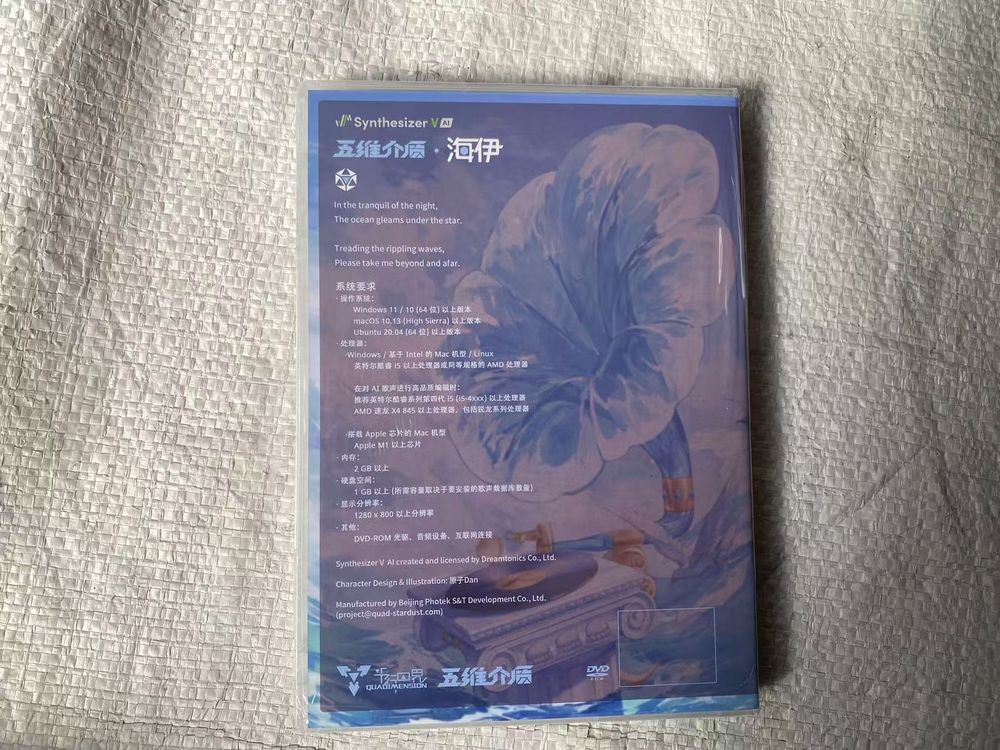 Synthesizer V AI
五维介质·海伊
In the tranquil of the night,
The ocean gleams under the star.
Treading the rippling waves,
Please take me beyond and afar.
系统要求
· 操作系统：
Windows 11 / 10 (64 位) 以上版本
macOS 10.13 (High Sierra) 以上版本
Ubuntu 20.04 (64 位) 以上版本
· 处理器：
·Windows / 基于 Intel 的 Mac 机型 / Linux
英特尔酷睿 i5 以上处理器或同等规格的 AMD 处理器
在对 AI 歌声进行高品质编辑时：
推荐英特尔酷睿系列第四代 i5 (i5-4xxx) 以上处理器
AMD 速龙 X4 845 以上处理器，包括锐龙系列处理器
·搭载 Apple 芯片的 Mac 机型
Apple M1 以上芯片
· 内存：
2 GB 以上
· 硬盘空间：
1 GB 以上 (所需容量取决于要安装的歌声数据库数量)
· 显示分辨率：
1280 x 800 以上分辨率
· 其他：
DVD-ROM 光驱、音频设备、互联网连接
Synthesizer V AI created and licensed by Dreamtonics Co., Ltd.
Character Design & Illustration: 原子Dan
Manufactured by Beijing Photek S&T Development Co., Ltd.
(project@quad-stardust.com)
平行四界
QUADIMENSION
五维介质
DVD